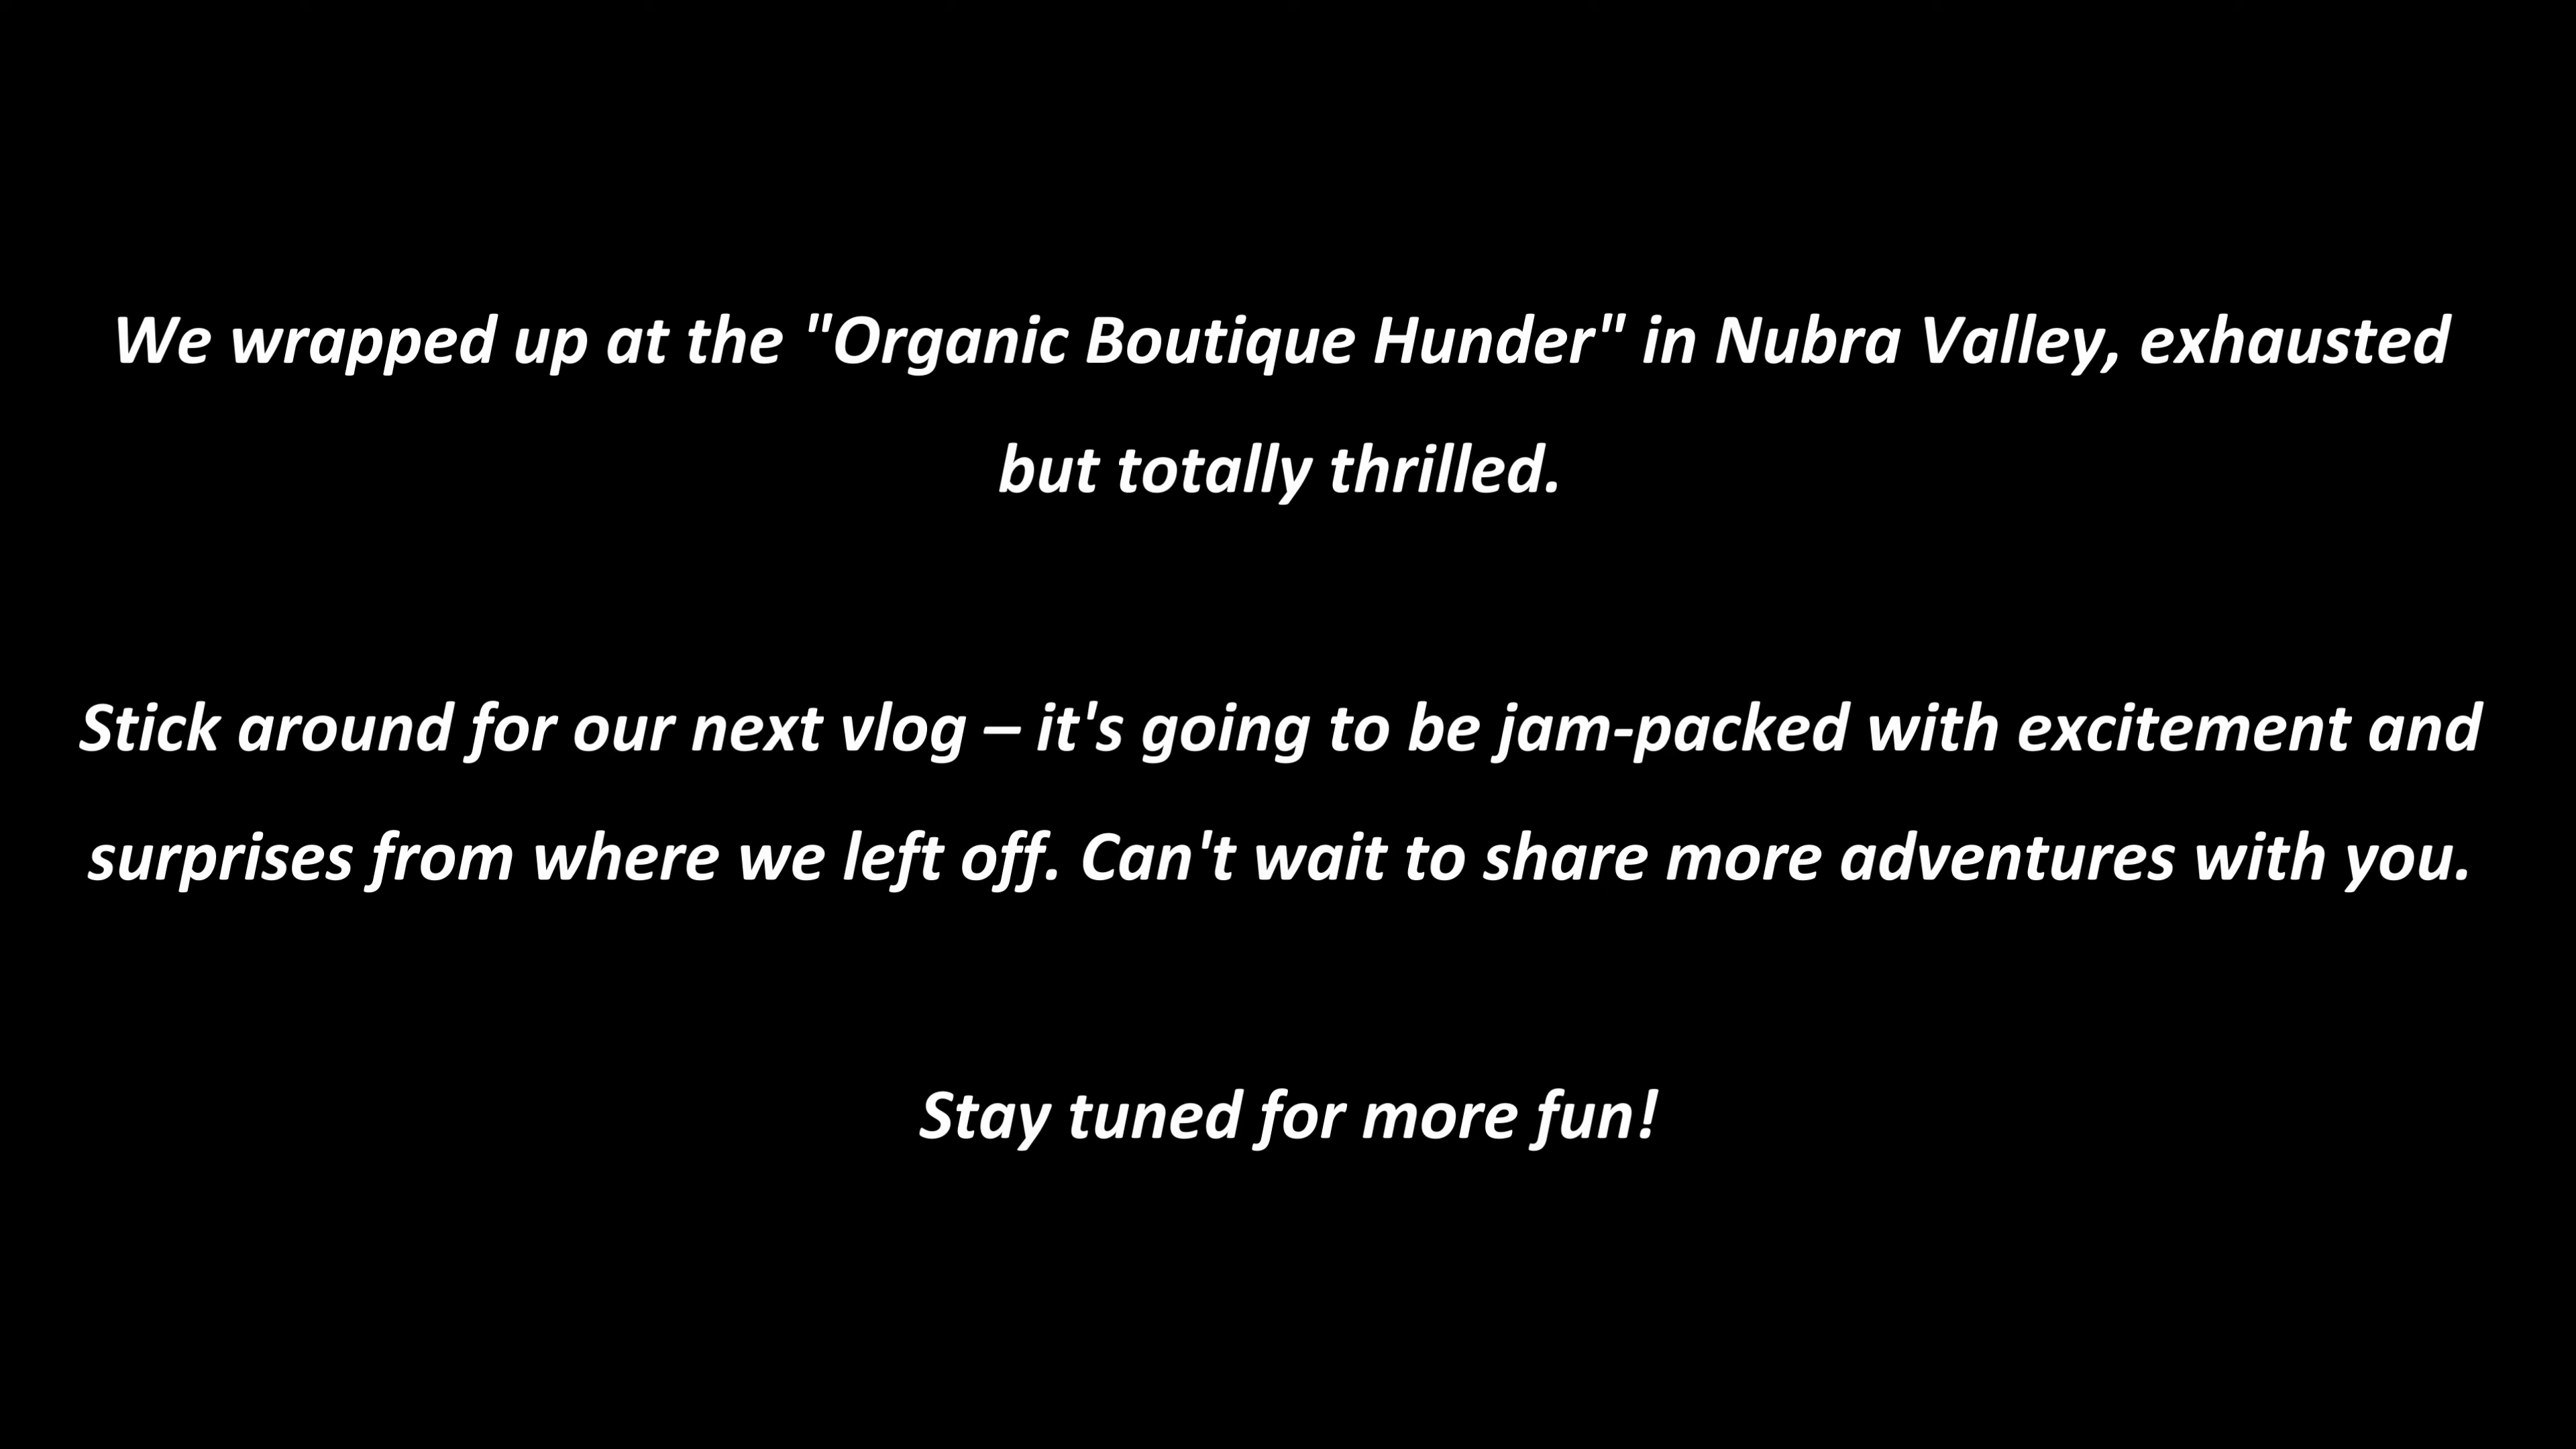 We wrapped up at the "Organic Boutique Hunder" in Nubra Valley, exhausted
but totally thrilled.
Stick around for our next vlog – it's going to be jam-packed with excitement and
surprises from where we left off. Can't wait to share more adventures with you.
Stay tuned for more fun!